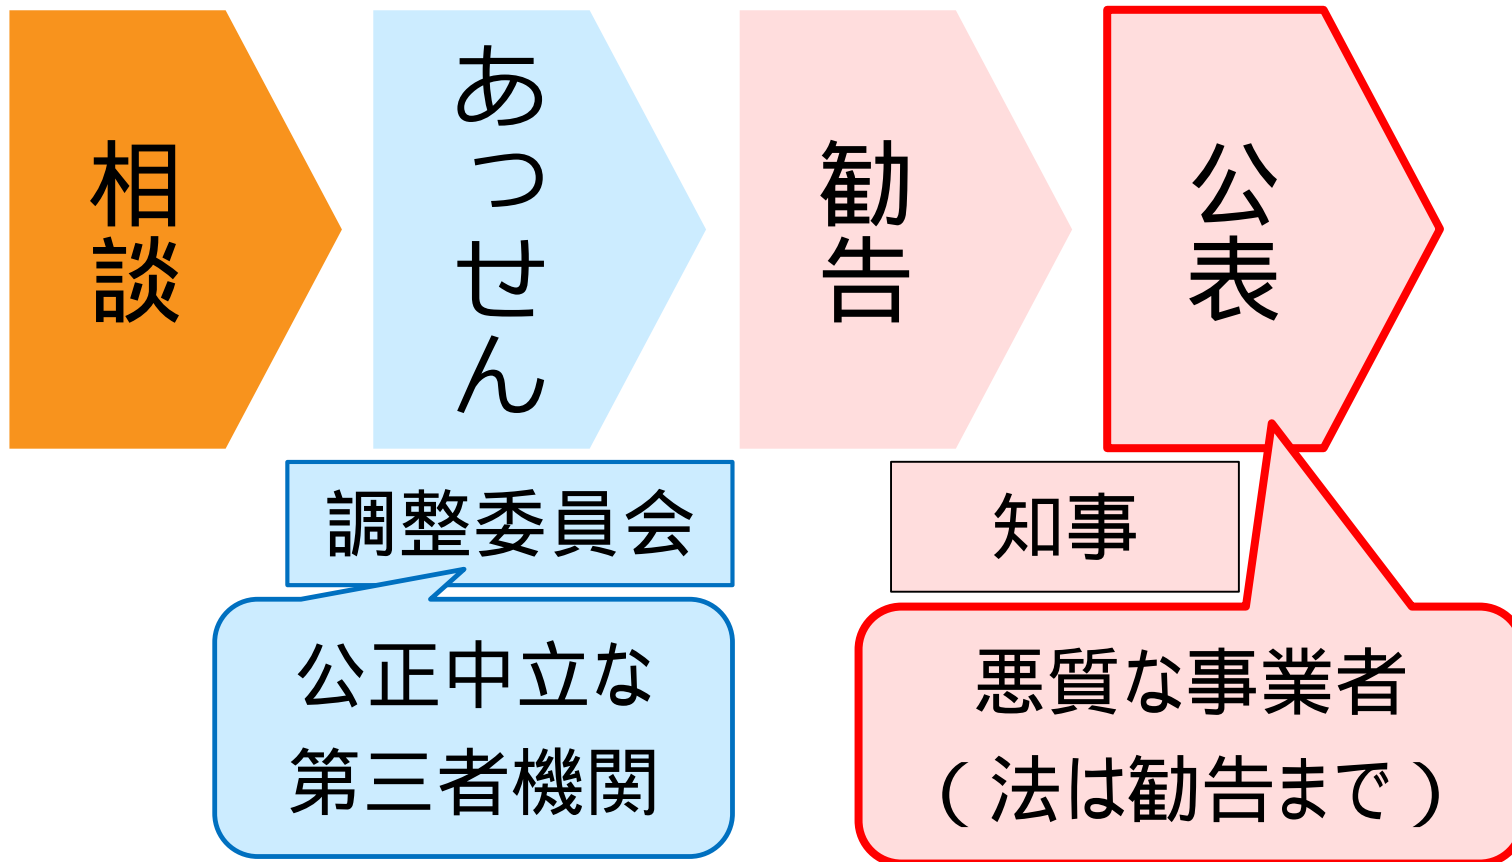 相談
あっせん
勧告
公表
調整委員会
知事
公正中立な
第三者機関
悪質な事業者
(法は勧告まで)